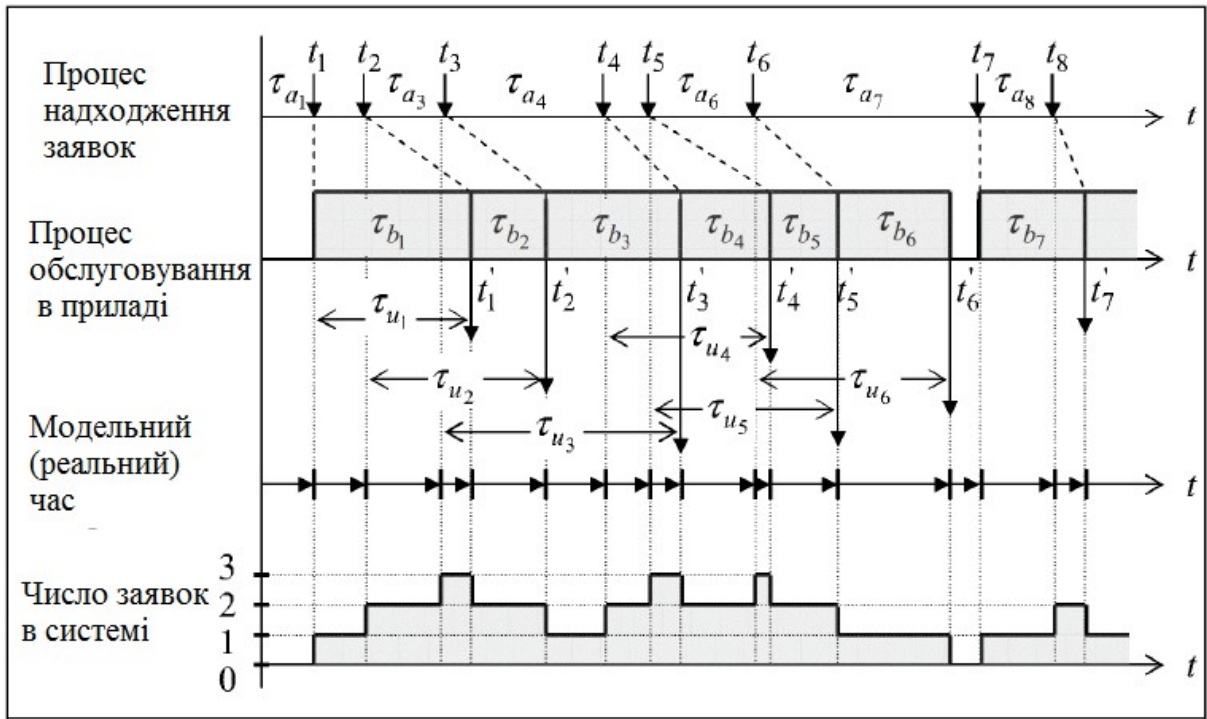 Процес
надходження
заявок
τa1 t1 t2 τa3 t3 τa4 t4 t5 τa6 t6 τa7 t7 τa8 t8
t
Процес
обслуговування
в приладі
τb1 τb2 τb3 τb4 τb5 τb6 τb7
t
t'1 t'2 t'3 t'4 t'5 t'6 t'7
τu1
τu4
τu2 τu6
τu5
τu3
Модельний
(реальний)
час
t
Число заявок
в системі
3
2
1
0
t